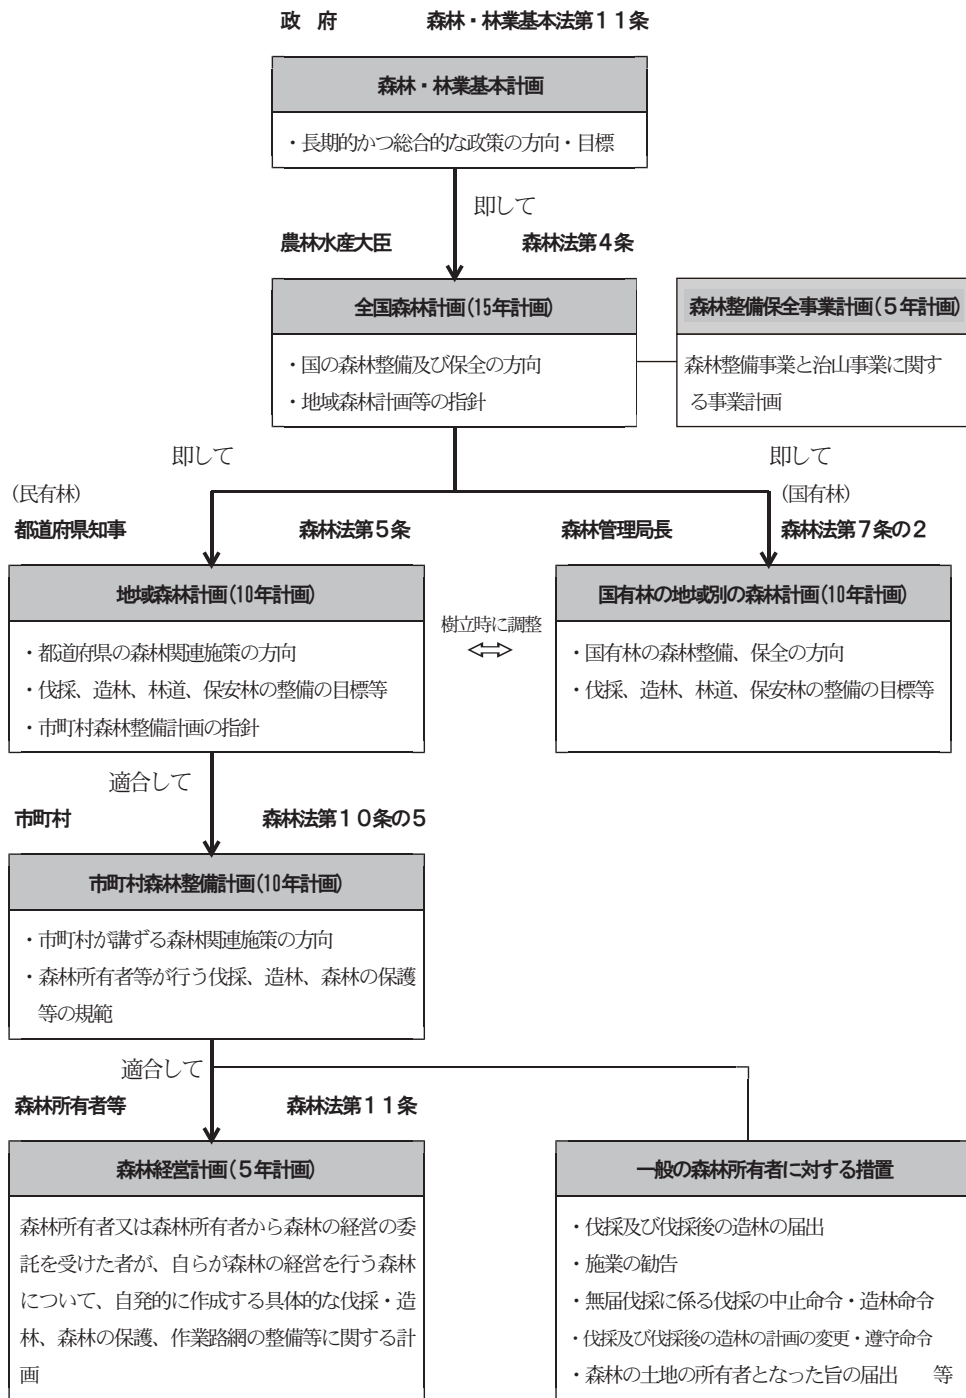 政　府　　　　森林・林業基本法第１１条
森林・林業基本計画
・長期的かつ総合的な政策の方向・目標
即して
農林水産大臣　　　　　　　森林法第４条
全国森林計画(15年計画)
・国の森林整備及び保全の方向
・地域森林計画等の指針
森林整備保全事業計画(５年計画)
森林整備事業と治山事業に関す
る事業計画
即して
即して
(民有林)
(国有林)
都道府県知事　　　　　　　　　森林法第５条
森林管理局長　　　　　　森林法第７条の２
地域森林計画(10年計画)
・都道府県の森林関連施策の方向
・伐採、造林、林道、保安林の整備の目標等
・市町村森林整備計画の指針
樹立時に調整
⇔
国有林の地域別の森林計画(10年計画)
・国有林の森林整備、保全の方向
・伐採、造林、林道、保安林の整備の目標等
適合して
市町村　　　　　　　　　　森林法第１０条の５
市町村森林整備計画(10年計画)
・市町村が講ずる森林関連施策の方向
・森林所有者等が行う伐採、造林、森林の保護
等の規範
適合して
森林所有者等　　　　　　　　　森林法第１１条
森林経営計画(５年計画)
森林所有者又は森林所有者から森林の経営の委
託を受けた者が、自らが森林の経営を行う森林
について、自発的に作成する具体的な伐採・造
林、森林の保護、作業路網の整備等に関する計
画
一般の森林所有者に対する措置
・伐採及び伐採後の造林の届出
・施業の勧告
・無届伐採に係る伐採の中止命令・造林命令
・伐採及び伐採後の造林の計画の変更・遵守命令
・森林の土地の所有者となった旨の届出　　等